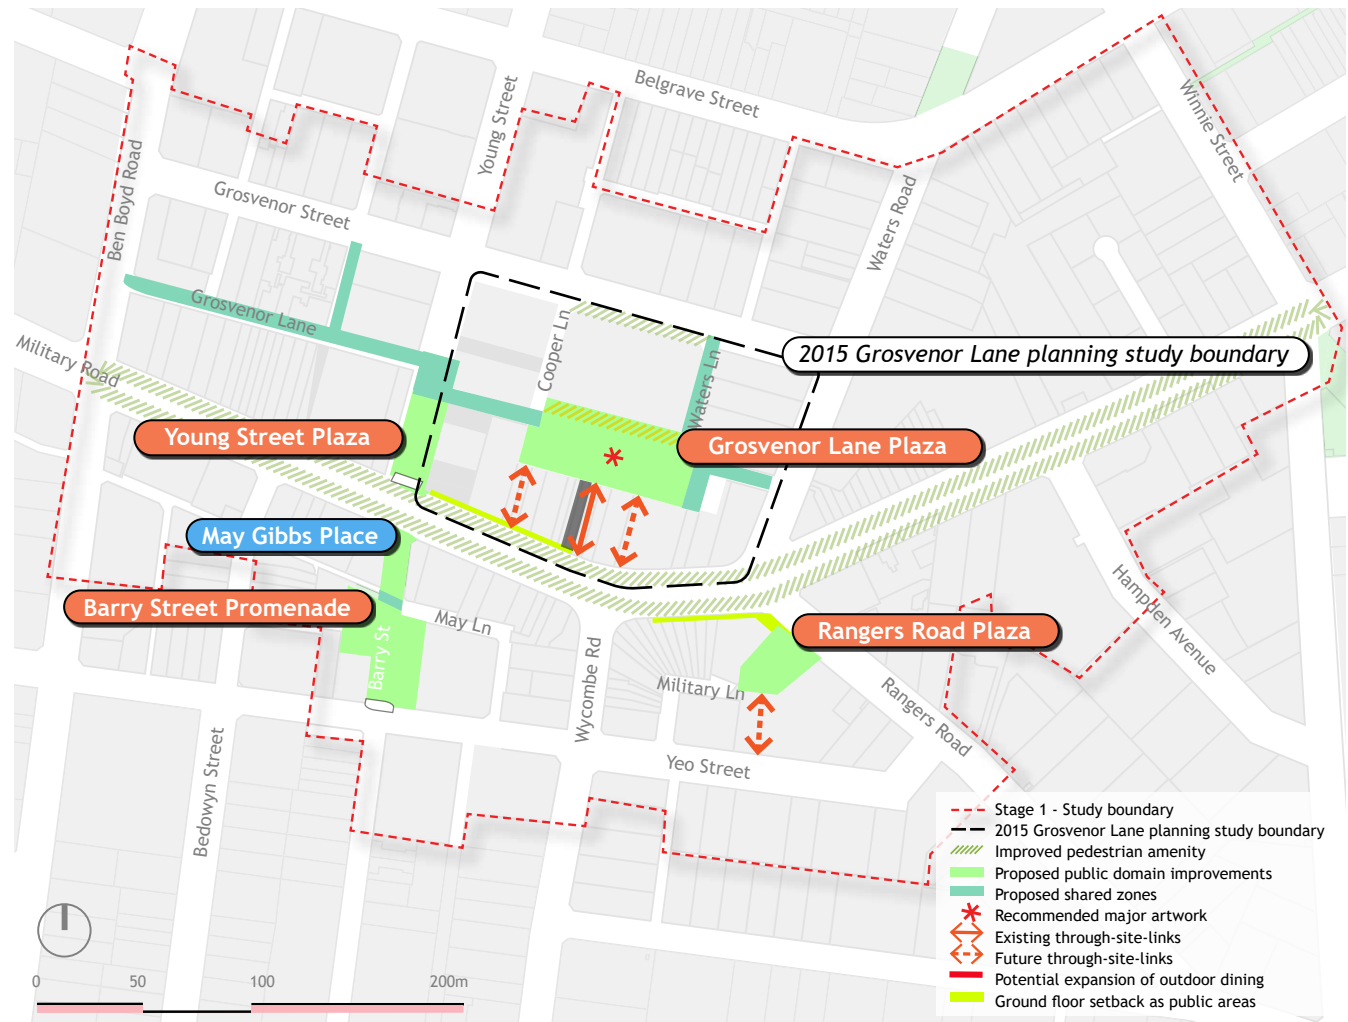 Belgrave Street
Young Street
Winnie Street
Ben Boyd Road
Grosvenor Street
Waters Road
Grosvenor Lane
Cooper Ln
Waters Ln
2015 Grosvenor Lane planning study boundary
Military Road
Young Street Plaza
Grosvenor Lane Plaza
May Gibbs Place
Barry Street Promenade
Barry St
May Ln
Wycombe Rd
Rangers Road Plaza
Hampden Avenue
Military Ln
Rangers Road
Bedowyn Street
Yeo Street
Stage 1 - Study boundary
2015 Grosvenor Lane planning study boundary
Improved pedestrian amenity
Proposed public domain improvements
Proposed shared zones
Recommended major artwork
Existing through-site-links
Future through-site-links
Potential expansion of outdoor dining
Ground floor setback as public areas
0 50 100 200m